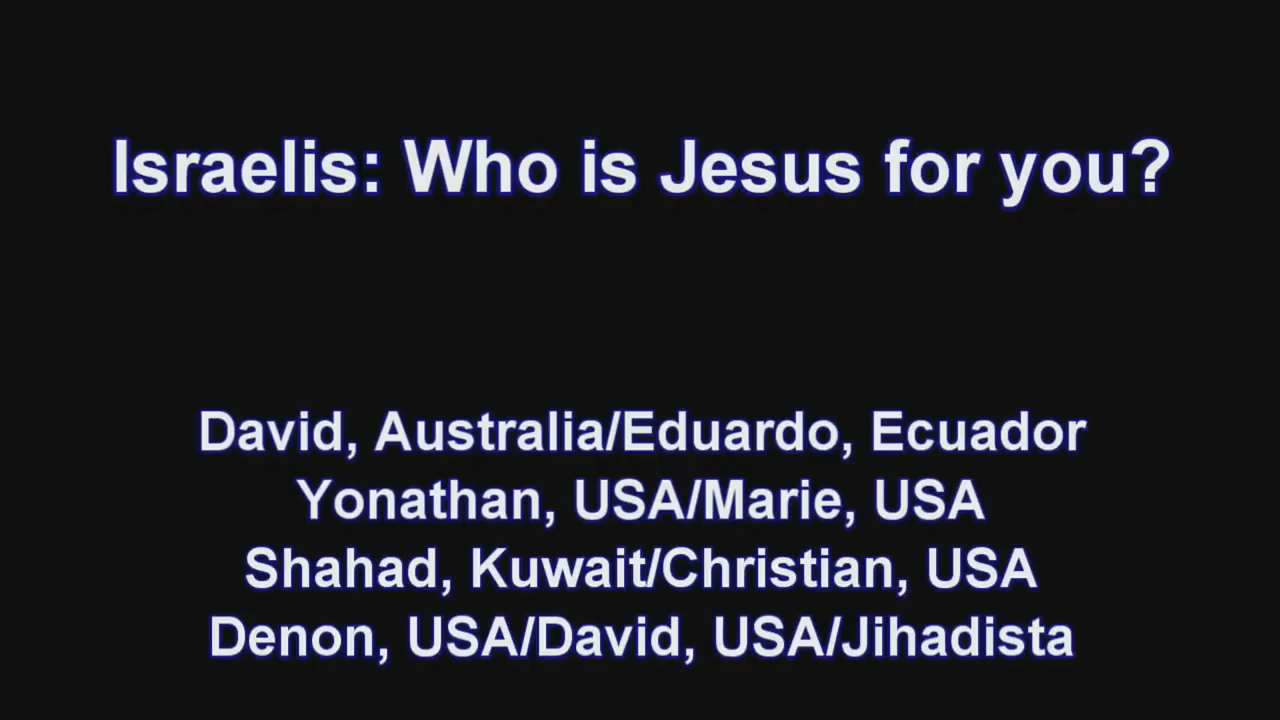 Israelis: Who is Jesus for you?
David, Australia/Eduardo, Ecuador
Yonathan, USA/Marie, USA
Shahad, Kuwait/Christian, USA
Denon, USA/David, USA/Jihadista